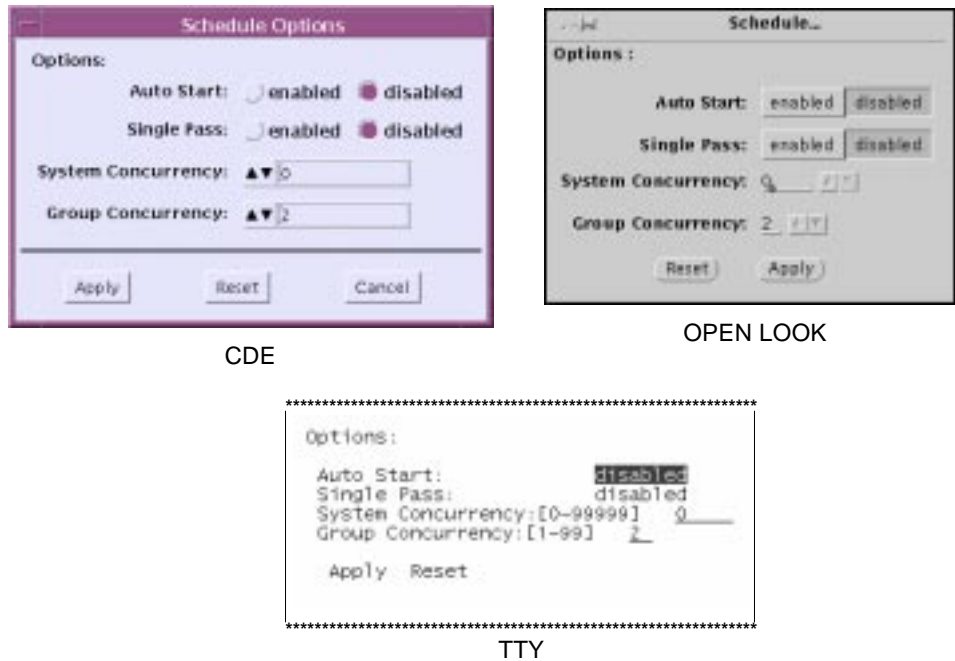 Schedule Options
Options:
Auto Start: enabled disabled
Single Pass: enabled disabled
System Concurrency: 0
Group Concurrency: 2
Apply Reset Cancel
CDE
Schedule...
Options :
Auto Start: enabled disabled
Single Pass: enabled disabled
System Concurrency: 0
Group Concurrency: 2
Reset Apply
OPEN LOOK
Options:
Auto Start: disabled
Single Pass: disabled
System Concurrency:[0-99999] 0
Group Concurrency:[1-99] 2
Apply Reset
TTY